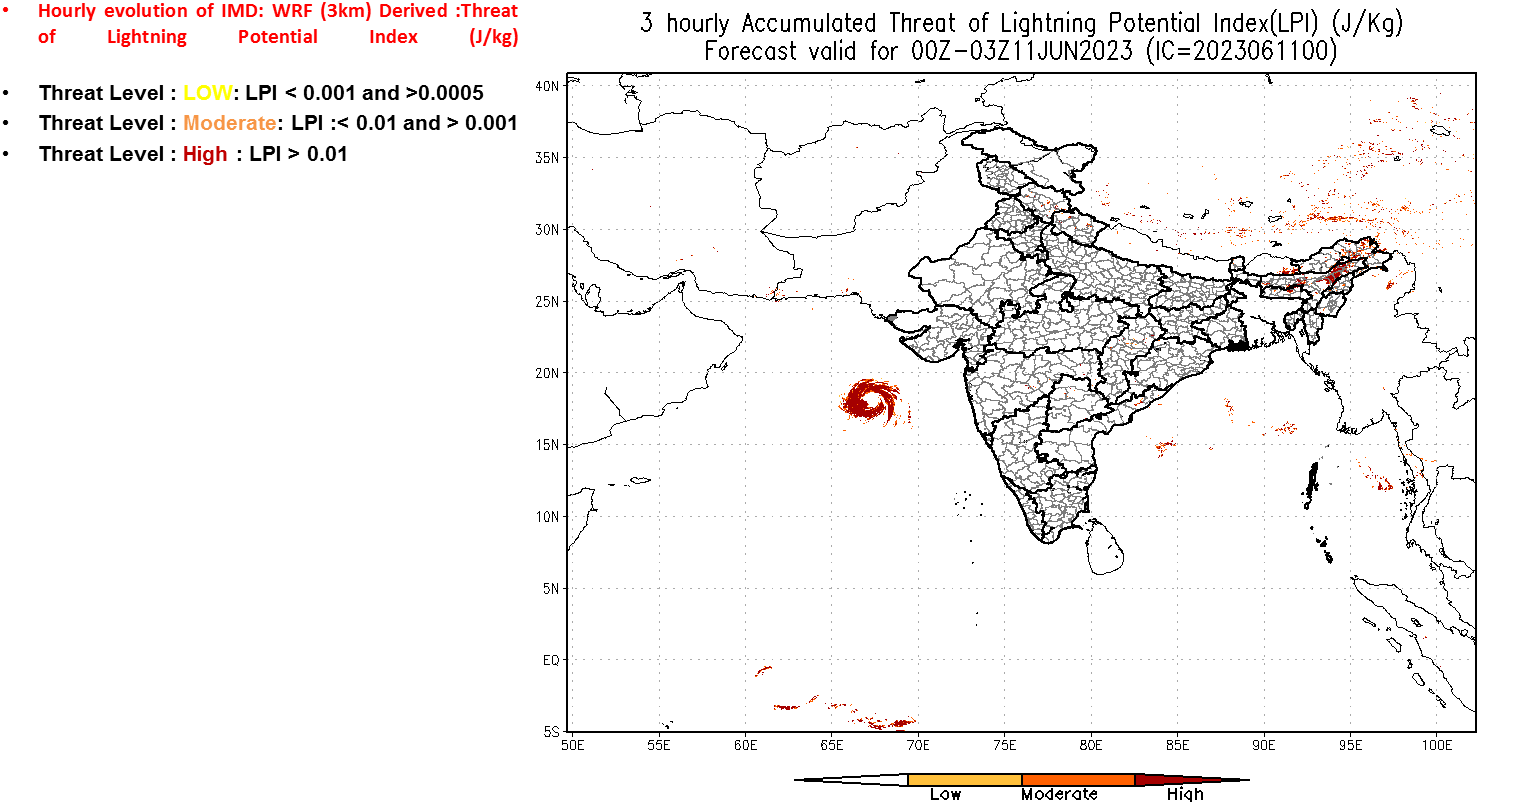 • Hourly evolution of IMD: WRF (3km) Derived :Threat
of Lightning Potential Index (J/kg)
• Threat Level : LOW: LPI < 0.001 and >0.0005
• Threat Level : Moderate: LPI :< 0.01 and > 0.001
• Threat Level : High : LPI > 0.01
3 hourly Accumulated Threat of Lightning Potential Index(LPI) (J/Kg)
Forecast valid for 00Z-03Z11JUN2023 (IC=2023061100)
40N
35N
30N
25N
20N
15N
10N
5N
EQ
5S
50E 55E 60E 65E 70E 75E 80E 85E 90E 95E 100E
Low Moderate High